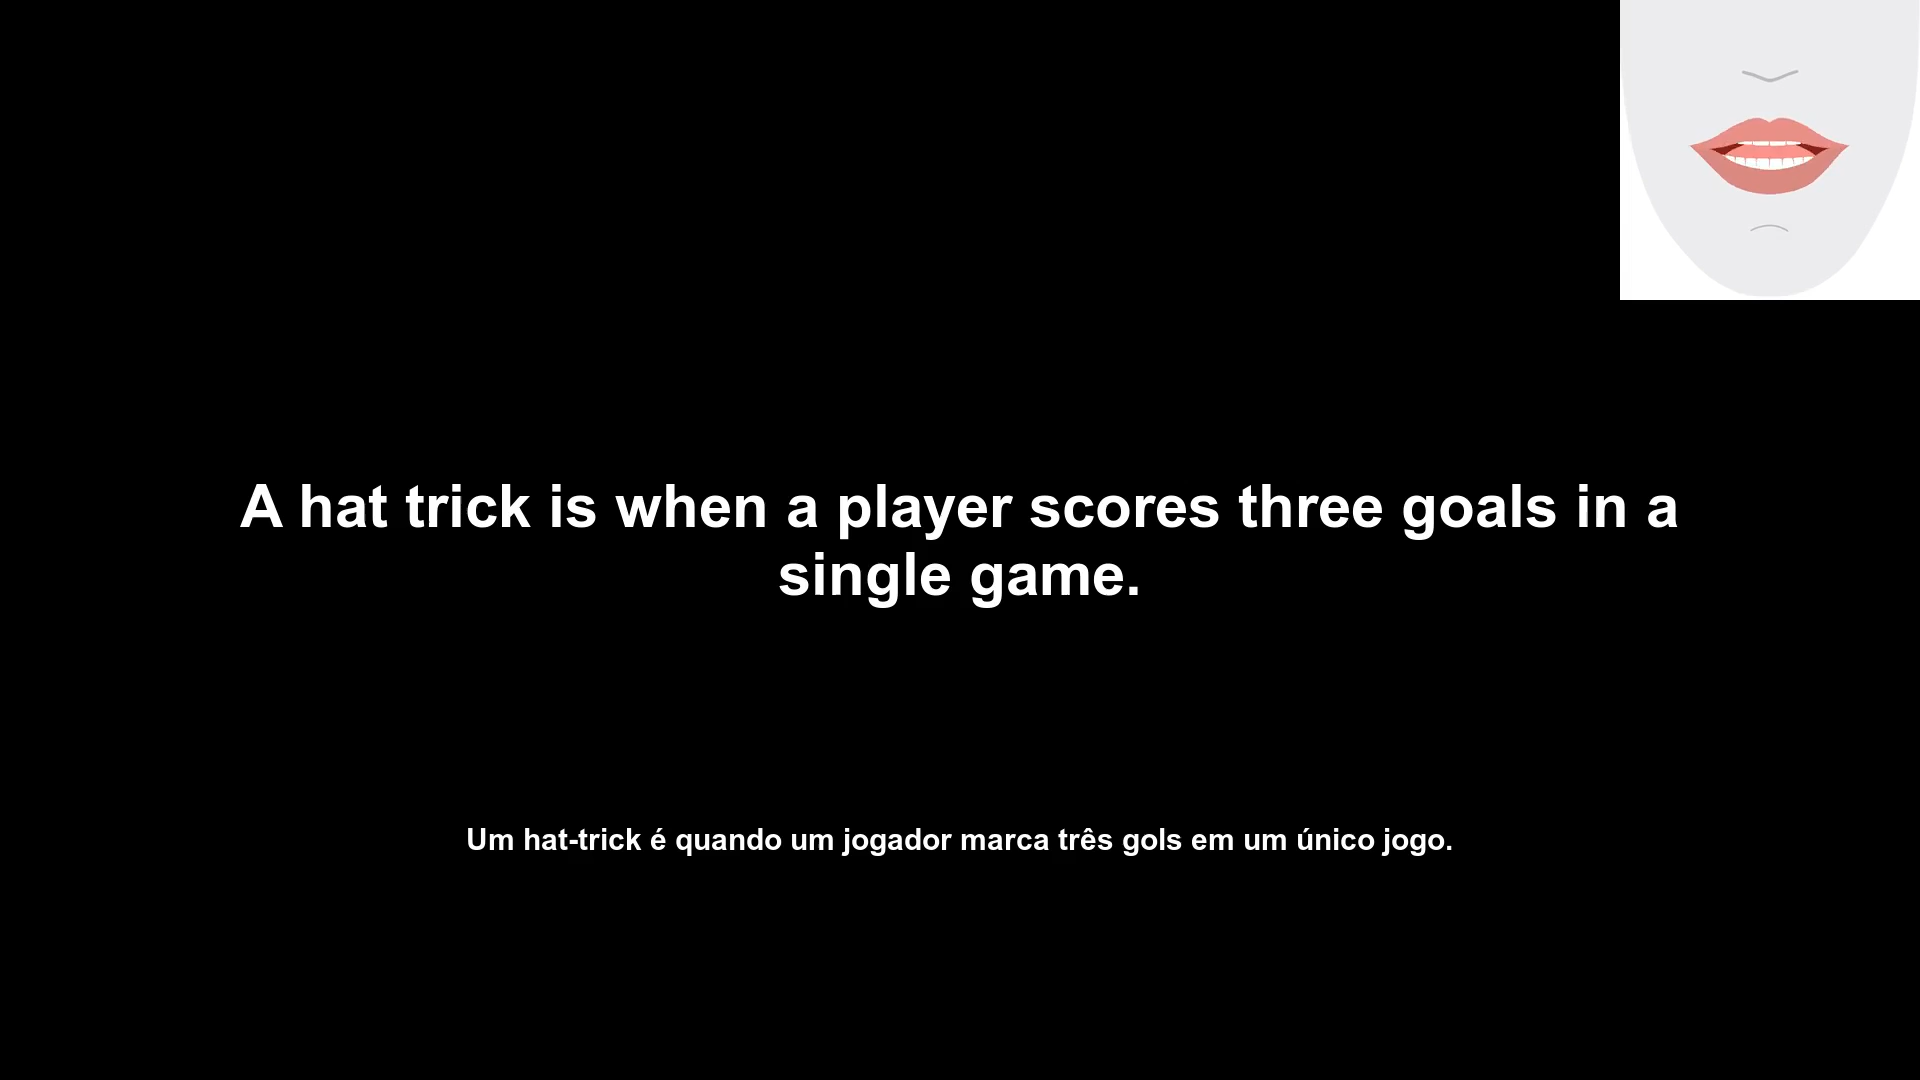 A hat trick is when a player scores three goals in a
single game.
Um hat-trick é quando um jogador marca três gols em um único jogo.